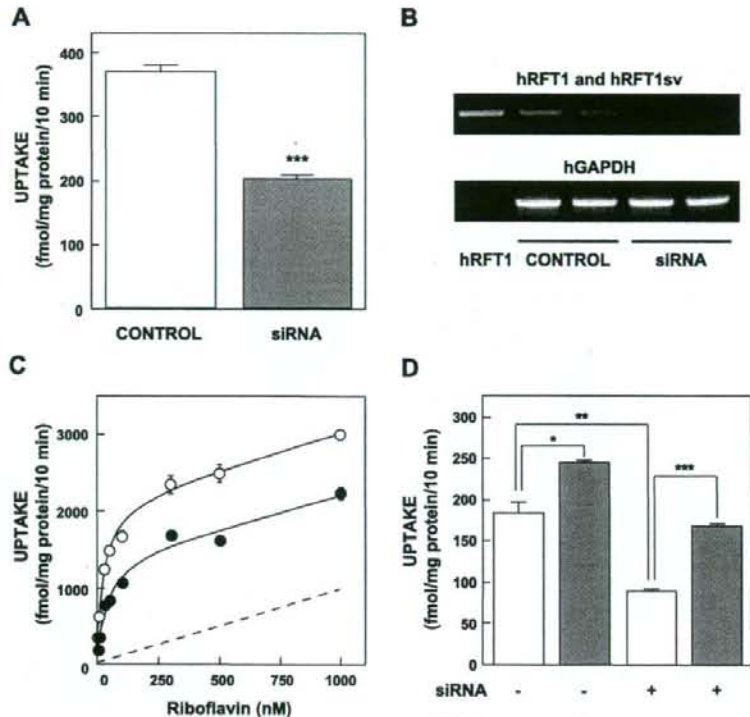 A
UPTAKE
(fmol/mg protein/10 min)
400
300
200
100
0
***
CONTROL
siRNA
B
hRFT1 and hRFT1sv
hGAPDH
hRFT1 CONTROL siRNA
C
UPTAKE
(fmol/mg protein/10 min)
3000
2000
1000
0
0 250 500 750 1000
Riboflavin (nM)
D
UPTAKE
(fmol/mg protein/10 min)
300
250
200
150
100
50
0
**
*
***
siRNA - - + +